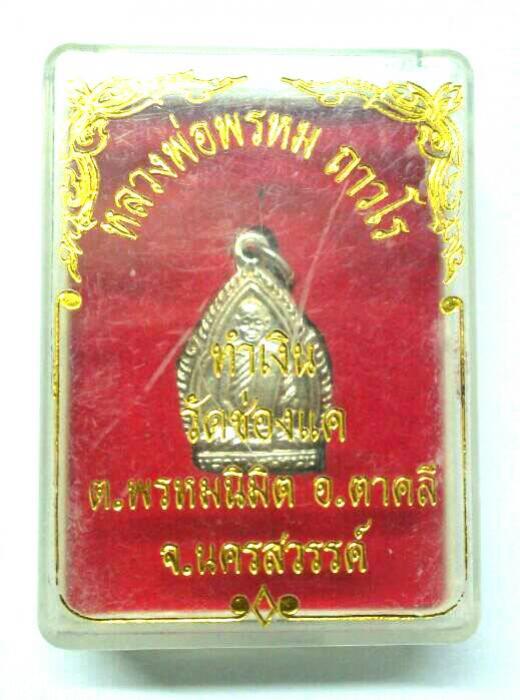 หลวงพ่อพรหม ถาวโร
ทำเงิน
วัดช่องแค
ต.พรหมนิมิต อ.ตาคลี
จ.นครสวรรค์